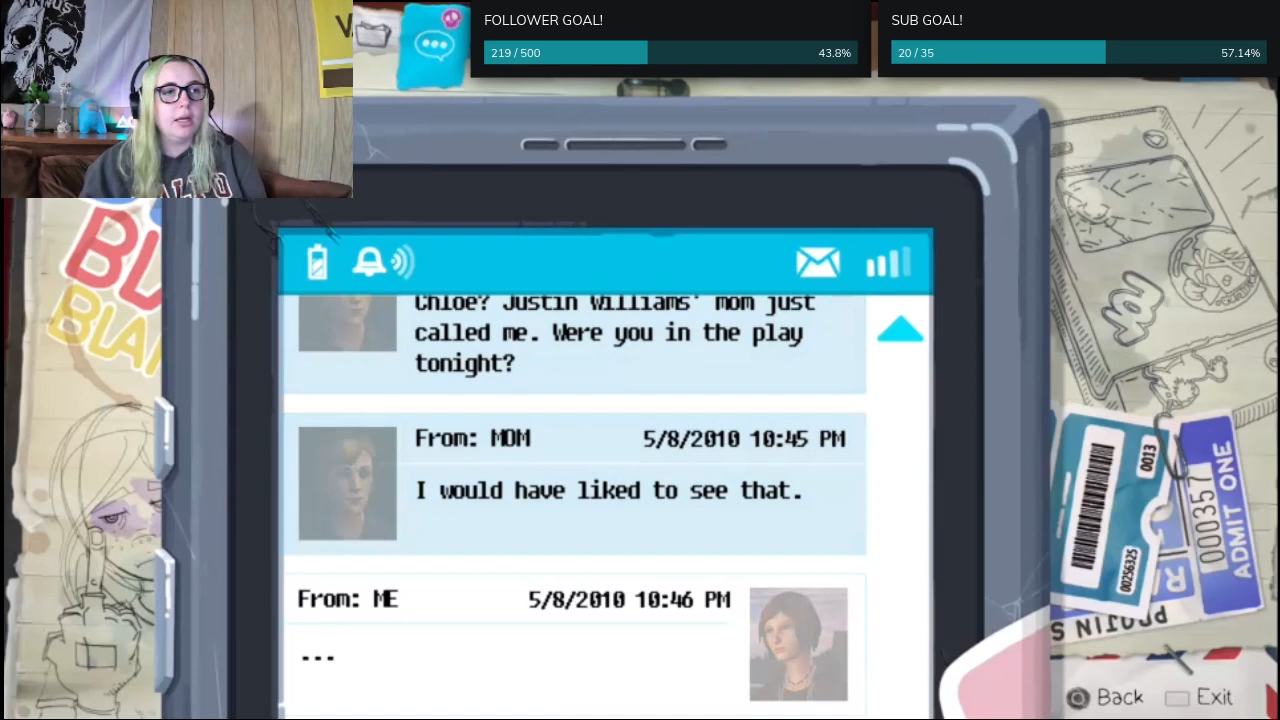 FOLLOWER GOAL!
219 / 500
43.8%
SUB GOAL!
20 / 35
57.14%
Chloe? Justin Williams' mom just
called me. Were you in the play
tonight?
From: MOM
5/8/2010 10:45 PM
I would have liked to see that.
From: ME
5/8/2010 10:46 PM
---
0013
00256325
000357
ADMIT ONE
Back
Exit